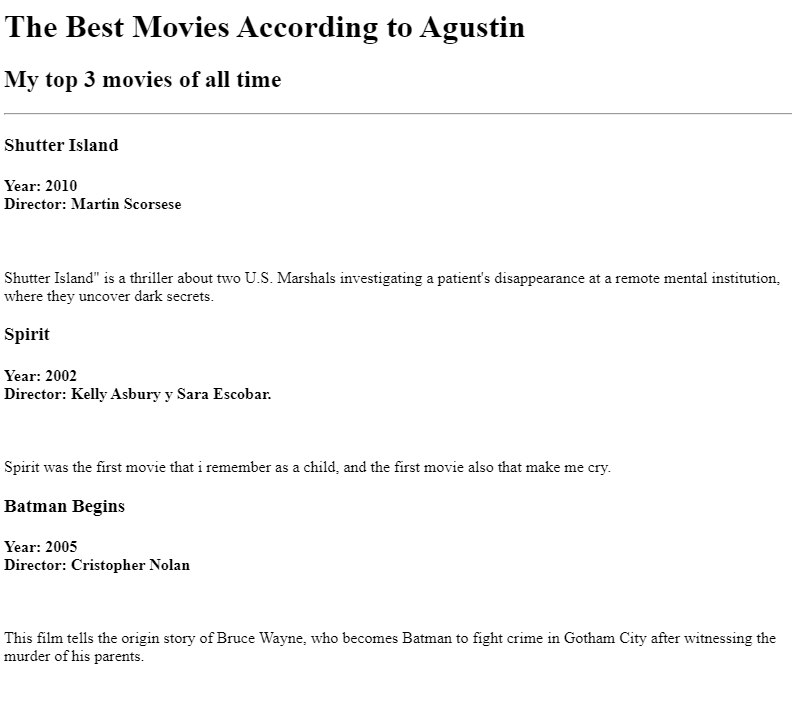 The Best Movies According to Agustin
My top 3 movies of all time
Shutter Island
Year: 2010
Director: Martin Scorsese
Shutter Island" is a thriller about two U.S. Marshals investigating a patient's disappearance at a remote mental institution,
where they uncover dark secrets.
Spirit
Year: 2002
Director: Kelly Asbury y Sara Escobar.
Spirit was the first movie that i remember as a child, and the first movie also that make me cry.
Batman Begins
Year: 2005
Director: Cristopher Nolan
This film tells the origin story of Bruce Wayne, who becomes Batman to fight crime in Gotham City after witnessing the
murder of his parents.